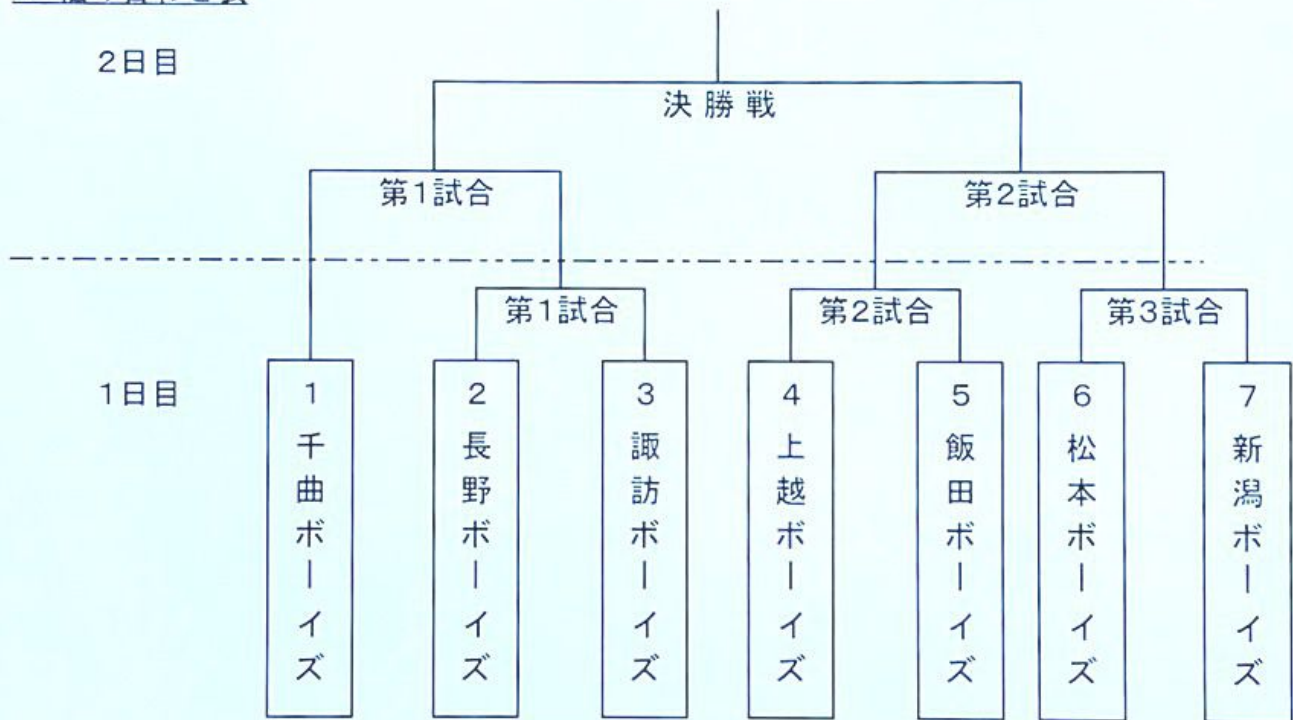 2日目
決勝戦
第1試合
第2試合
第1試合
第2試合
第3試合
1日目
1
千曲ボーイズ
2
長野ボーイズ
3
諏訪ボーイズ
4
上越ボーイズ
5
飯田ボーイズ
6
松本ボーイズ
7
新潟ボーイズ